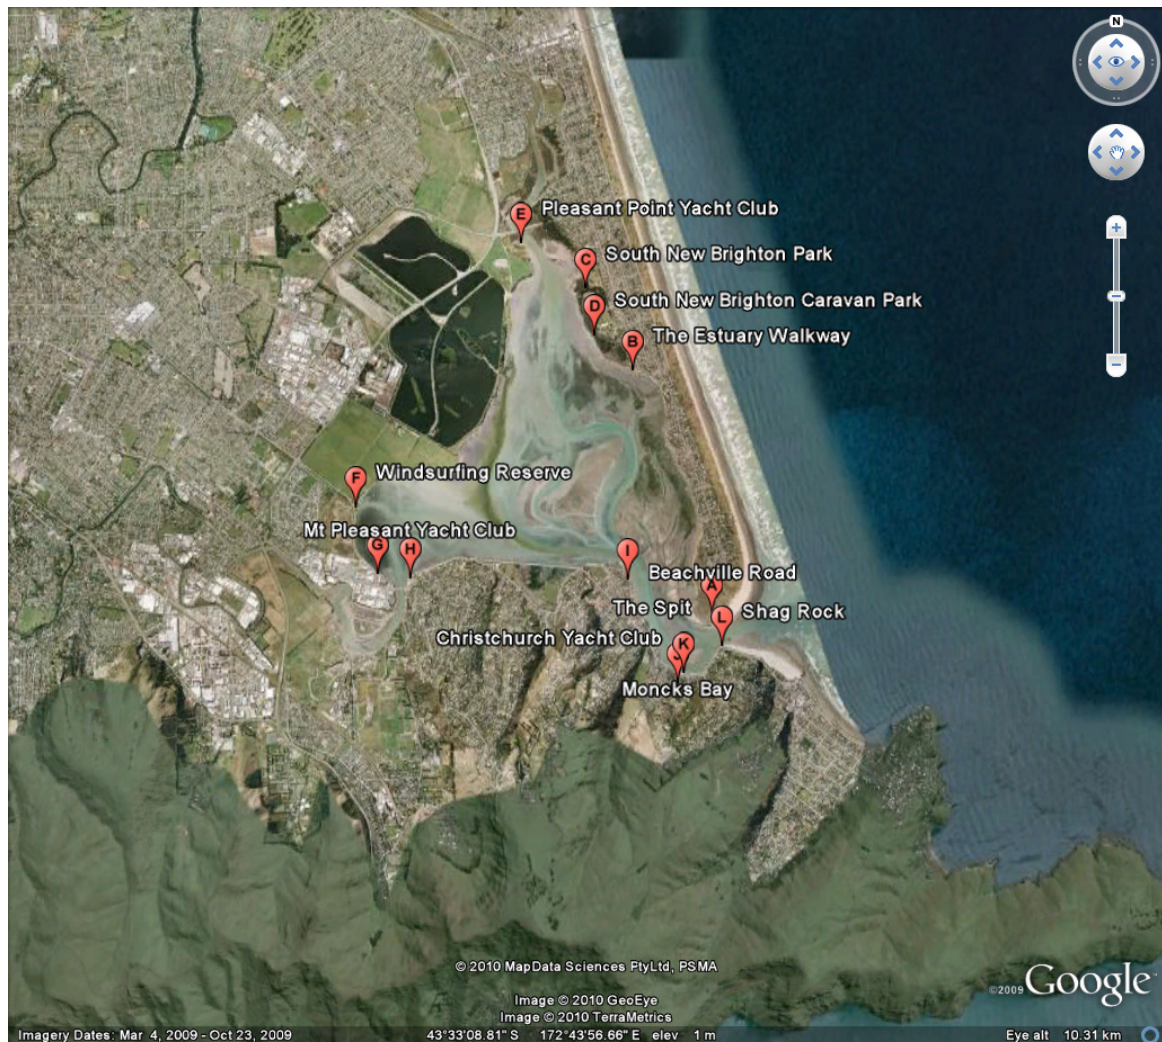 N
E Pleasant Point Yacht Club
C South New Brighton Park
D South New Brighton Caravan Park
B The Estuary Walkway
F Windsurfing Reserve
Mt Pleasant Yacht Club
G H I
Beachville Road
A
The Spit
L Shag Rock
Christchurch Yacht Club K
J
Moncks Bay
© 2010 MapData Sciences PtyLtd, PSMA
©2009 Google
Image © 2010 GeoEye
Image © 2010 TerraMetrics
Imagery Dates: Mar 4, 2009 - Oct 23, 2009 43°33'08.81" S 172°43'56.66" E elev 1 m Eye alt 10.31 km